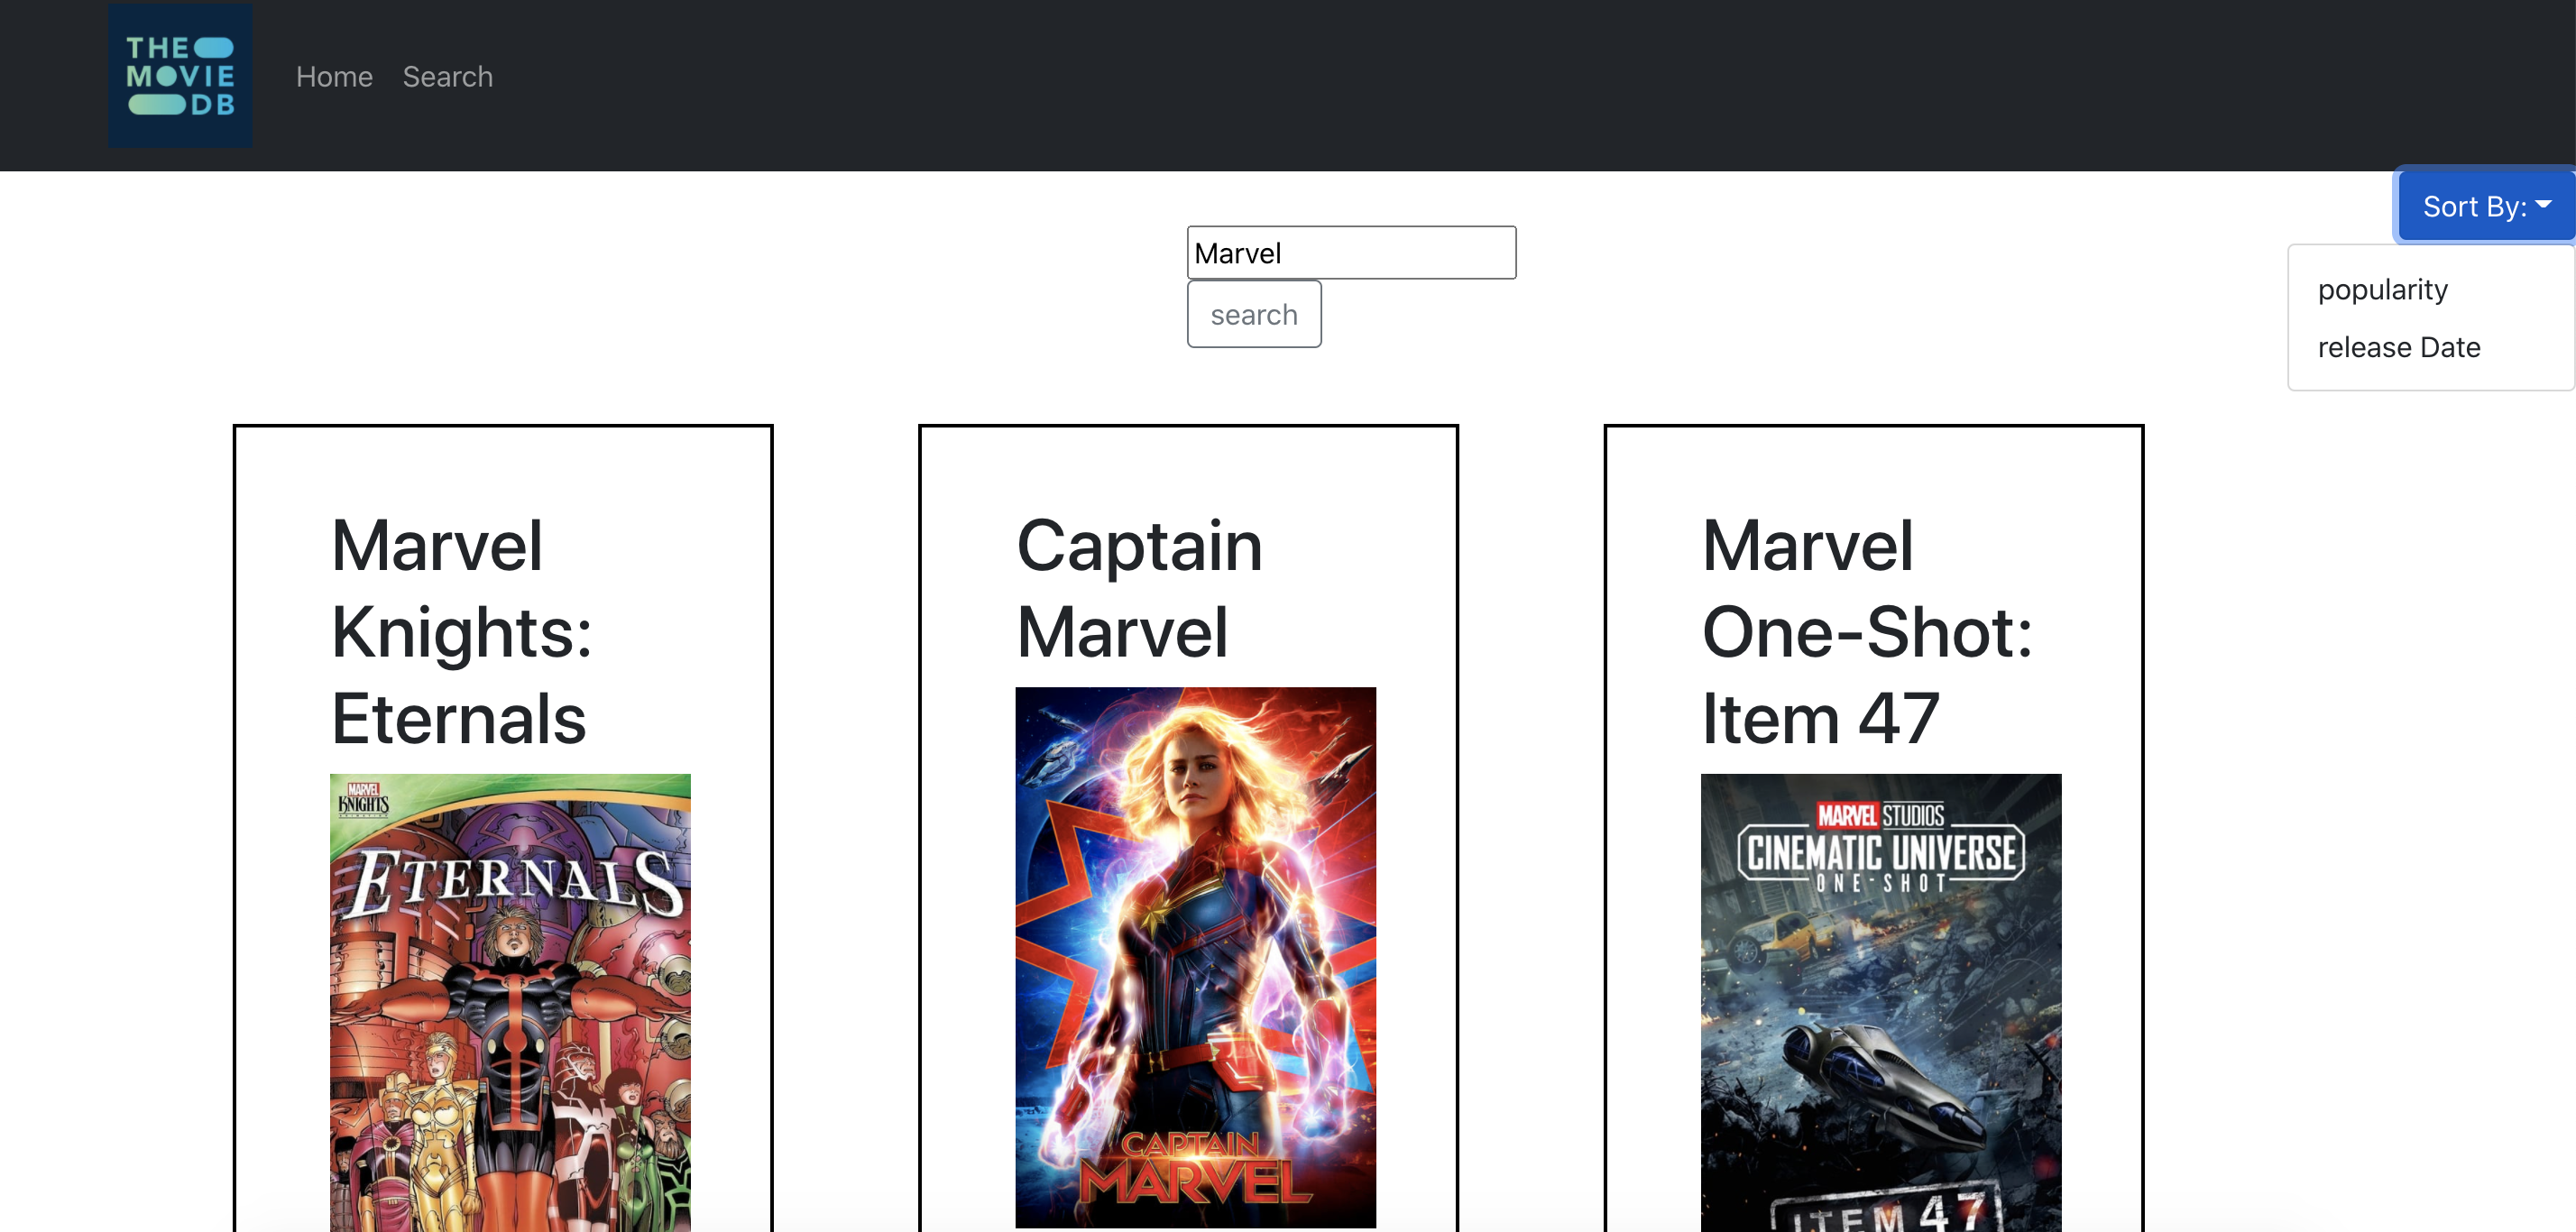 THE
MOVIE
DB
Home Search
Sort By:
popularity
release Date
Marvel
search
Marvel
Knights:
Eternals
MARVEL
KNIGHTS
ETERNALS
Captain
Marvel
CAPTAIN
MARVEL
Marvel
One-Shot:
Item 47
MARVEL STUDIOS
CINEMATIC UNIVERSE
ONE-SHOT
ITEM 47